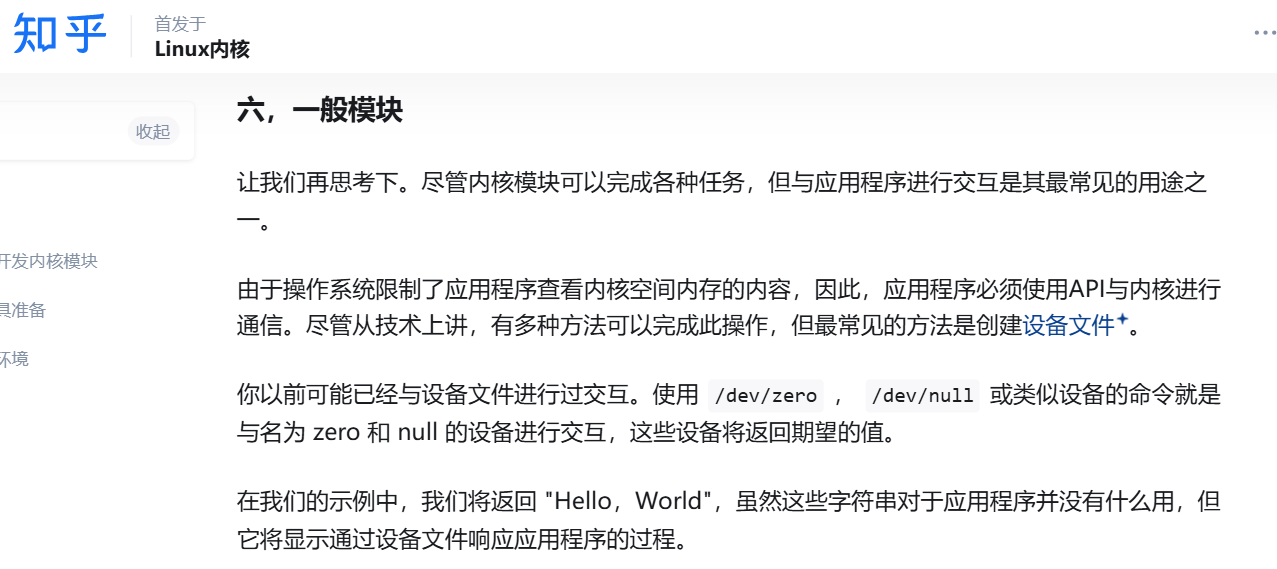 知乎
首发于
Linux内核
六，一般模块
收起
让我们再思考下。尽管内核模块可以完成各种任务，但与应用程序进行交互是其最常见的用途之
一。
开发内核模块
具准备
环境
由于操作系统限制了应用程序查看内核空间内存的内容，因此，应用程序必须使用API与内核进行
通信。尽管从技术上讲，有多种方法可以完成此操作，但最常见的方法是创建设备文件。
你以前可能已经与设备文件进行过交互。使用 /dev/zero ， /dev/null 或类似设备的命令就是
与名为 zero 和 null 的设备进行交互，这些设备将返回期望的值。
在我们的示例中，我们将返回 "Hello，World"，虽然这些字符串对于应用程序并没有什么用，但
它将显示通过设备文件响应应用程序的过程。